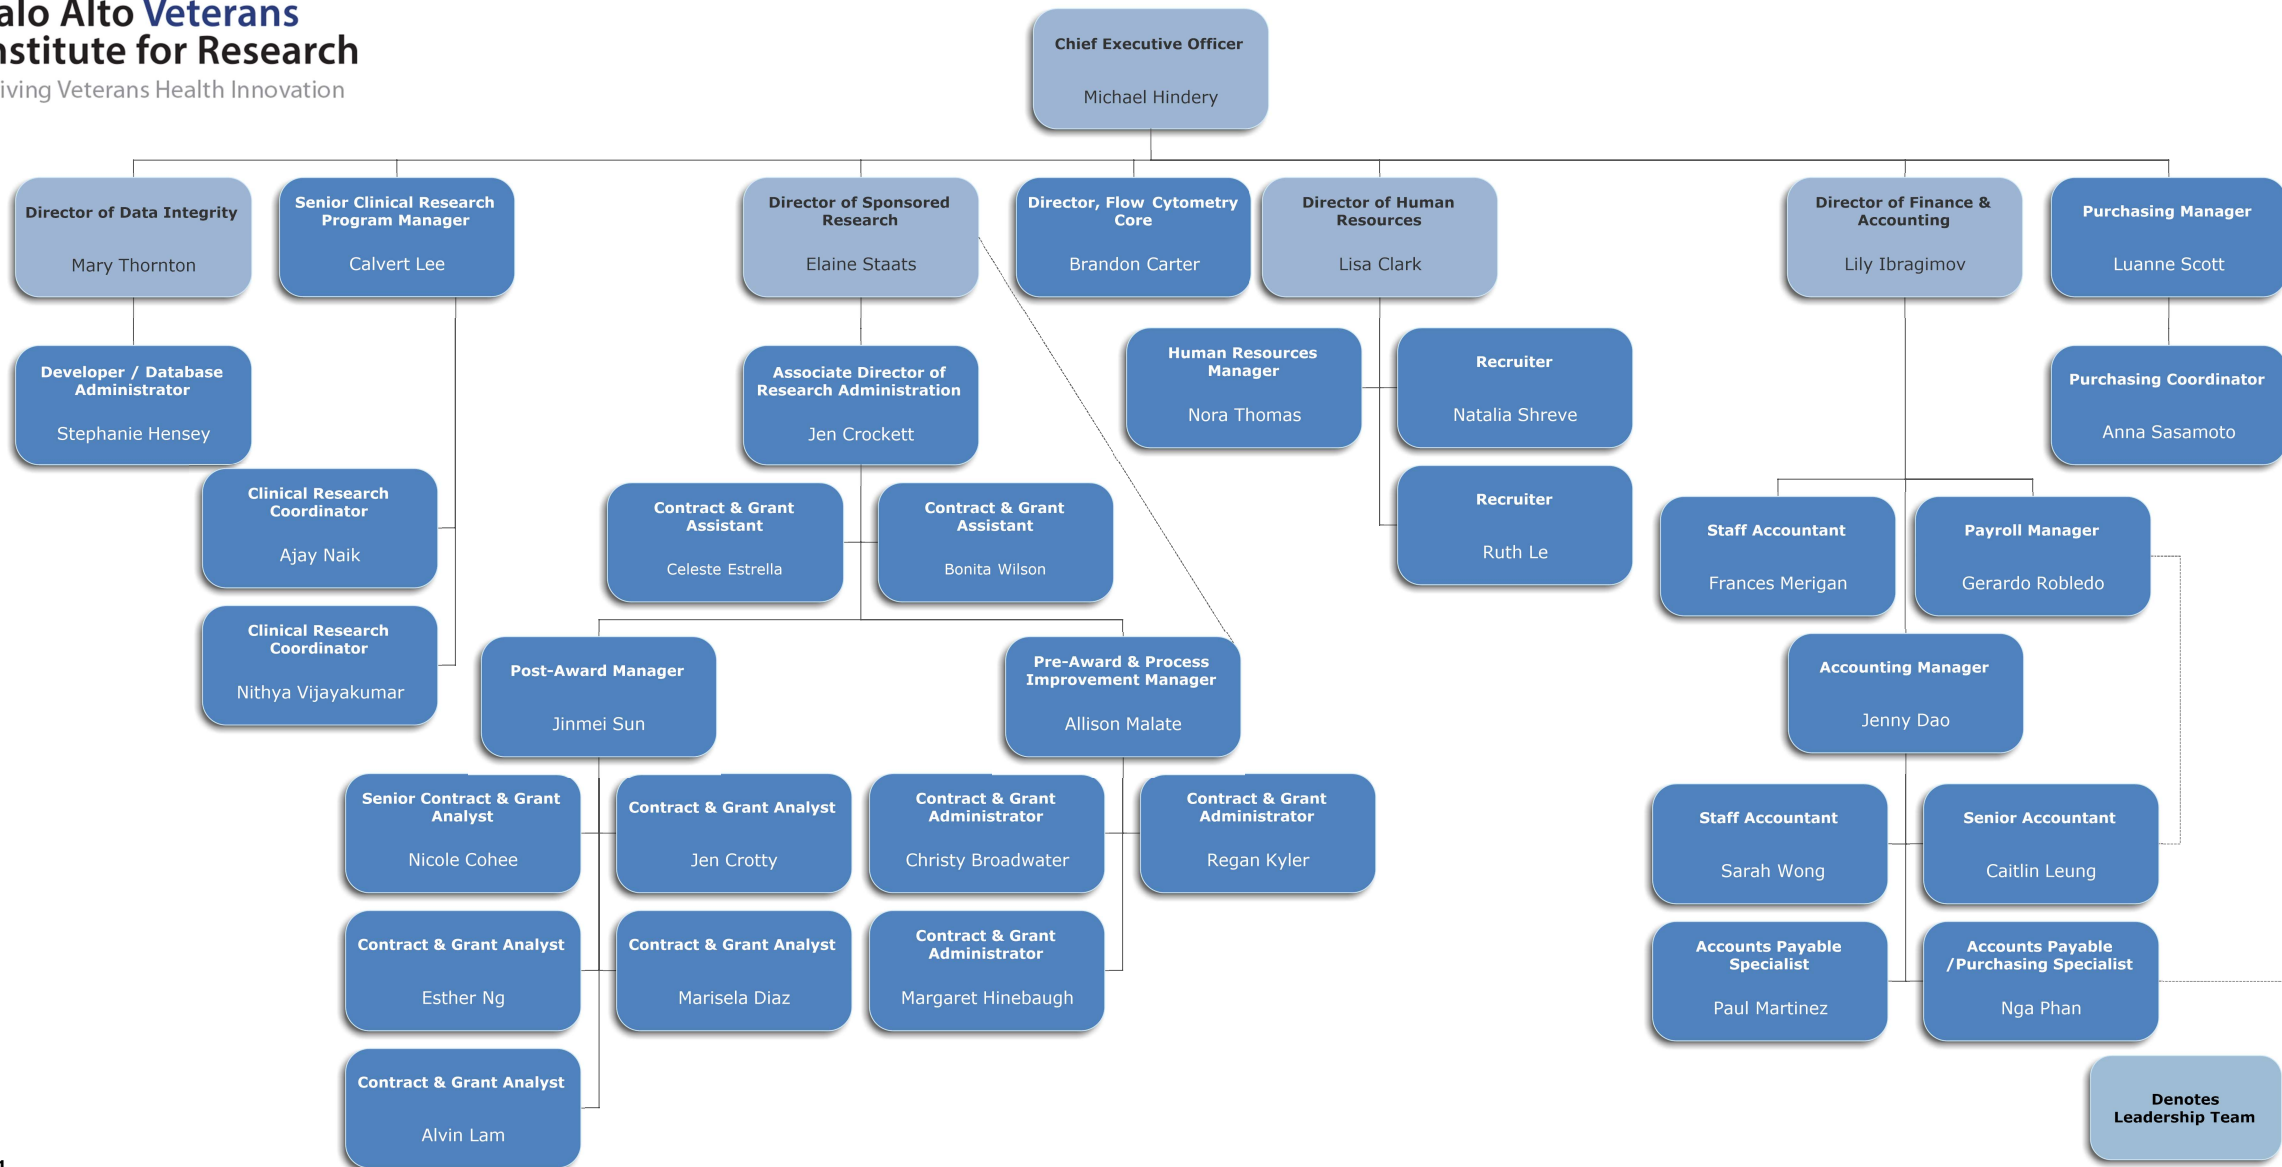 alo Alto Veterans
nstitute for Research
iving Veterans Health Innovation
Chief Executive Officer
Michael Hindery
Director of Data Integrity
Mary Thornton
Senior Clinical Research
Program Manager
Calvert Lee
Director of Sponsored
Research
Elaine Staats
Director, Flow Cytometry
Core
Brandon Carter
Director of Human
Resources
Lisa Clark
Director of Finance &
Accounting
Lily Ibragimov
Purchasing Manager
Luanne Scott
Developer / Database
Administrator
Stephanie Hensey
Associate Director of
Research Administration
Jen Crockett
Human Resources
Manager
Nora Thomas
Recruiter
Natalia Shreve
Purchasing Coordinator
Anna Sasamoto
Clinical Research
Coordinator
Ajay Naik
Contract & Grant
Assistant
Celeste Estrella
Contract & Grant
Assistant
Bonita Wilson
Recruiter
Ruth Le
Staff Accountant
Frances Merigan
Payroll Manager
Gerardo Robledo
Clinical Research
Coordinator
Nithya Vijayakumar
Post-Award Manager
Jinmei Sun
Pre-Award & Process
Improvement Manager
Allison Malate
Accounting Manager
Jenny Dao
Senior Contract & Grant
Analyst
Nicole Cohee
Contract & Grant Analyst
Jen Crotty
Contract & Grant
Administrator
Christy Broadwater
Contract & Grant
Administrator
Regan Kyler
Staff Accountant
Sarah Wong
Senior Accountant
Caitlin Leung
Contract & Grant Analyst
Esther Ng
Contract & Grant Analyst
Marisela Diaz
Contract & Grant
Administrator
Margaret Hinebaugh
Accounts Payable
Specialist
Paul Martinez
Accounts Payable
/Purchasing Specialist
Nga Phan
Contract & Grant Analyst
Alvin Lam
Denotes
Leadership Team